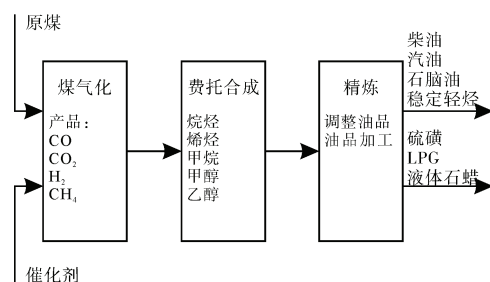 原煤
煤气化
产品：
CO
CO₂
H₂
CH₄
催化剂
费托合成
烷烃
烯烃
甲烷
甲醇
乙醇
精炼
调整油品
油品加工
柴油
汽油
石脑油
稳定轻烃
硫磺
LPG
液体石蜡